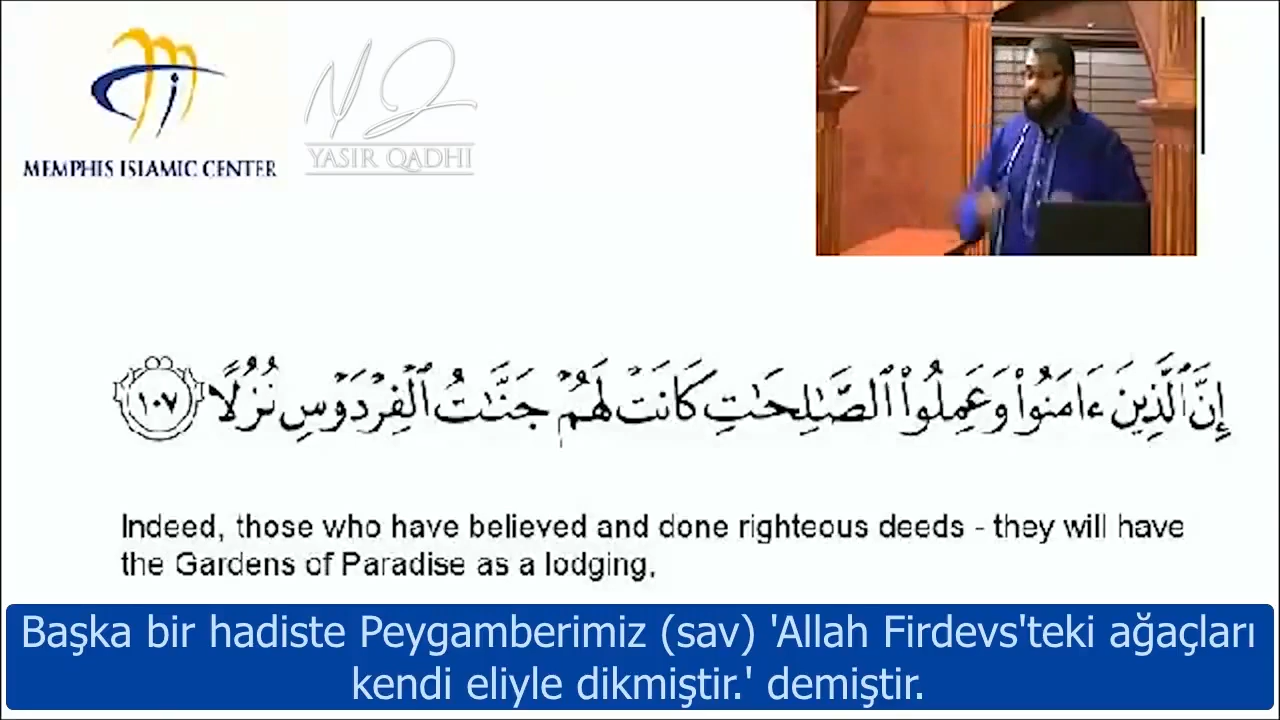 MEMPHIS ISLAMIC CENTER
YASIR QADHI
إِنَّ ٱلَّذِينَ ءَامَنُوا۟ وَعَمِلُوا۟ ٱلصَّـٰلِحَـٰتِ كَانَتْ لَهُمْ جَنَّـٰتُ ٱلْفِرْدَوْسِ نُزُلًا ١٠٧
Indeed, those who have believed and done righteous deeds - they will have
the Gardens of Paradise as a lodging,
Başka bir hadiste Peygamberimiz (sav) 'Allah Firdevs'teki ağaçları
kendi eliyle dikmiştir.' demiştir.